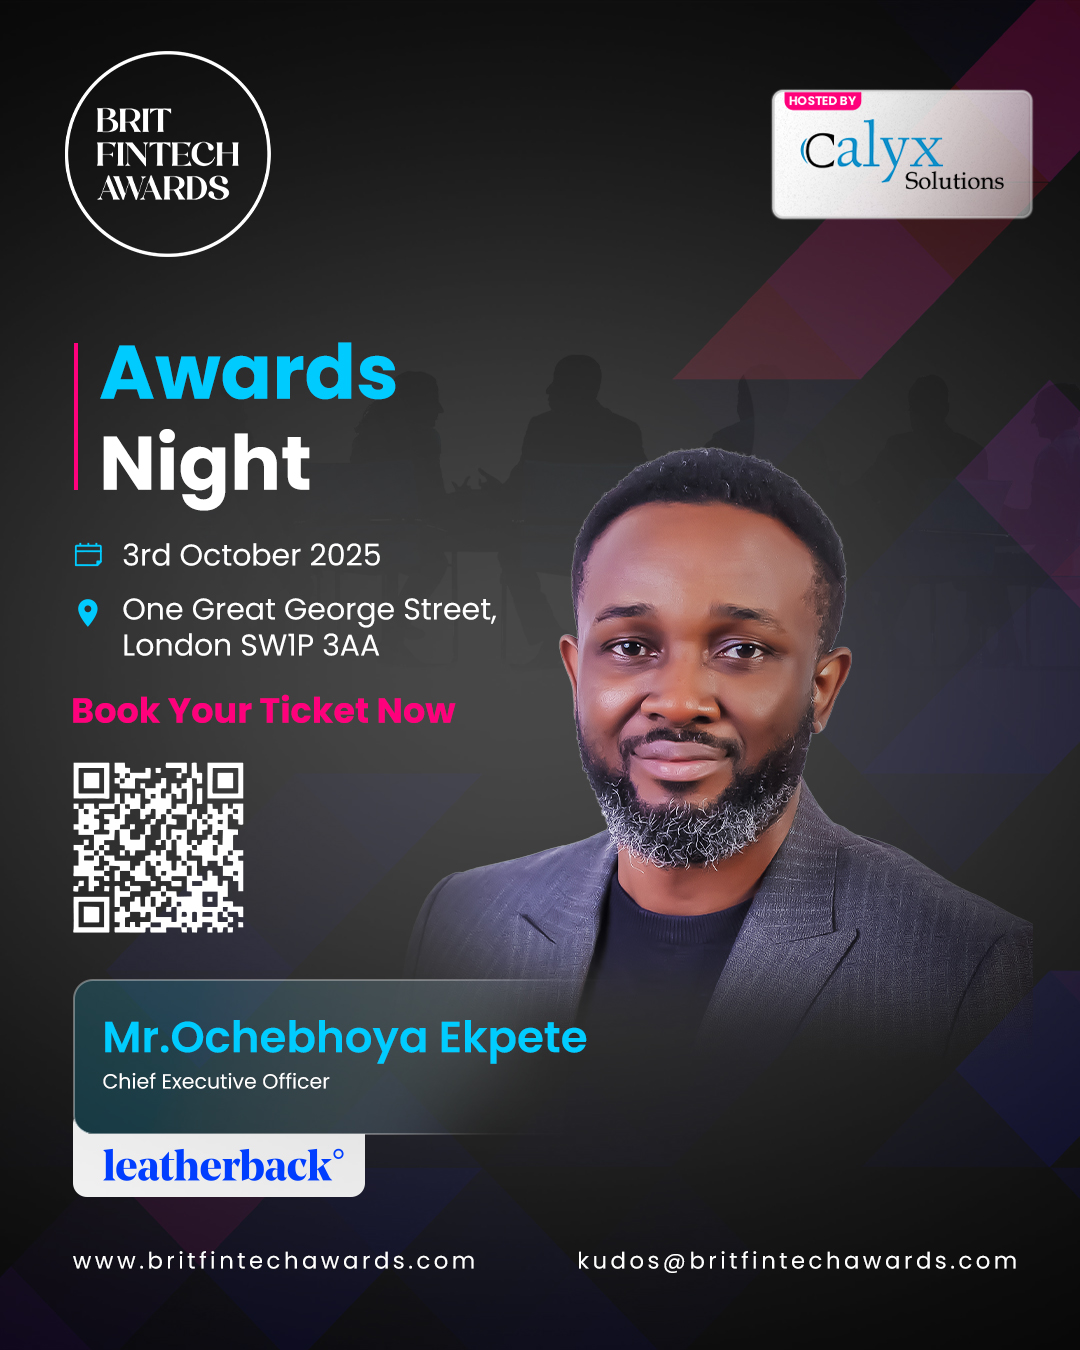 BRIT
FINTECH
AWARDS
HOSTED BY
Calyx
Solutions
Awards
Night
3rd October 2025
One Great George Street,
London SW1P 3AA
Book Your Ticket Now
Mr.Ochebhoya Ekpete
Chief Executive Officer
leatherback°
www.britfintechawards.com
kudos@britfintechawards.com